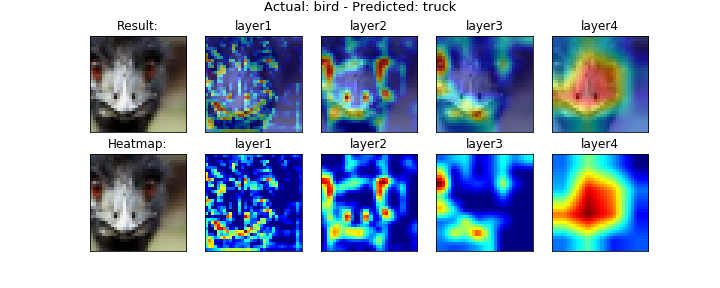 Actual: bird - Predicted: truck
Result: layer1 layer2 layer3 layer4
Heatmap: layer1 layer2 layer3 layer4